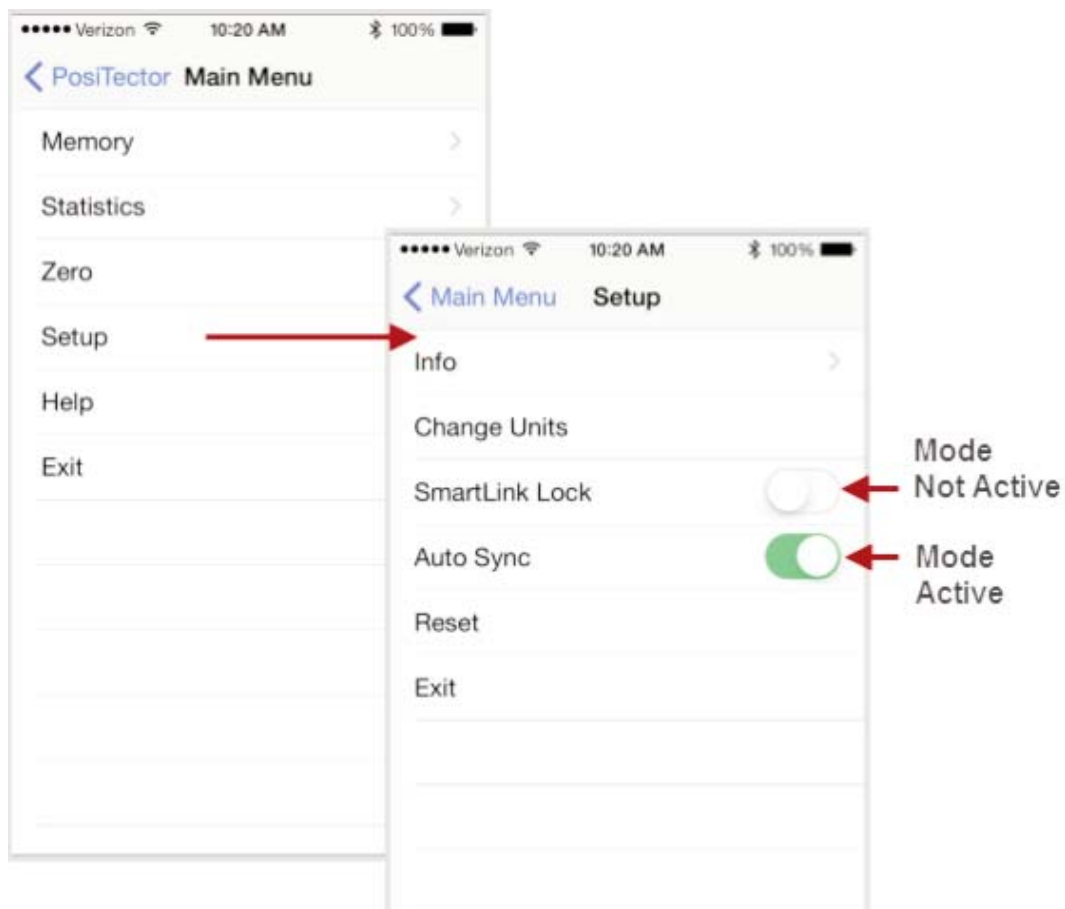 Verizon 10:20 AM 100%
PosiTector Main Menu
Memory
Statistics
Zero
Setup
Help
Exit
Verizon 10:20 AM 100%
Main Menu Setup
Info
Change Units
SmartLink Lock
Auto Sync
Reset
Exit
Mode
Not Active
Mode
Active